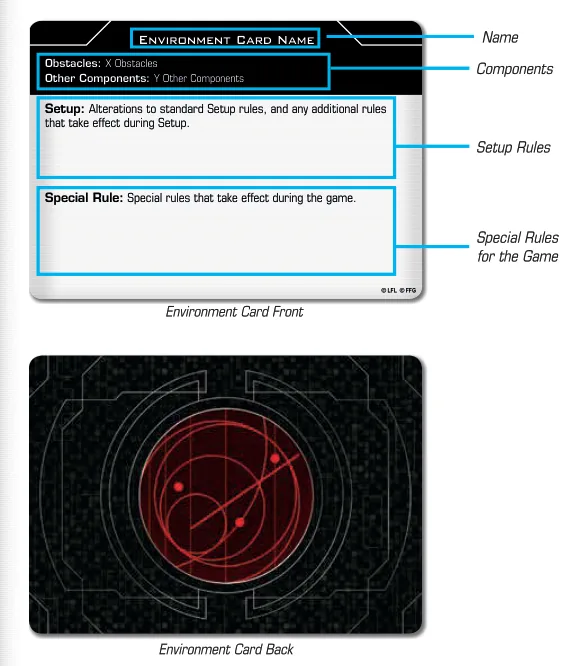 Environment Card Name
Name
Obstacles: X Obstacles
Other Components: Y Other Components
Components
Setup: Alterations to standard Setup rules, and any additional rules
that take effect during Setup.
Setup Rules
Special Rule: Special rules that take effect during the game.
Special Rules
for the Game
© LFL © FFG
Environment Card Front
Environment Card Back